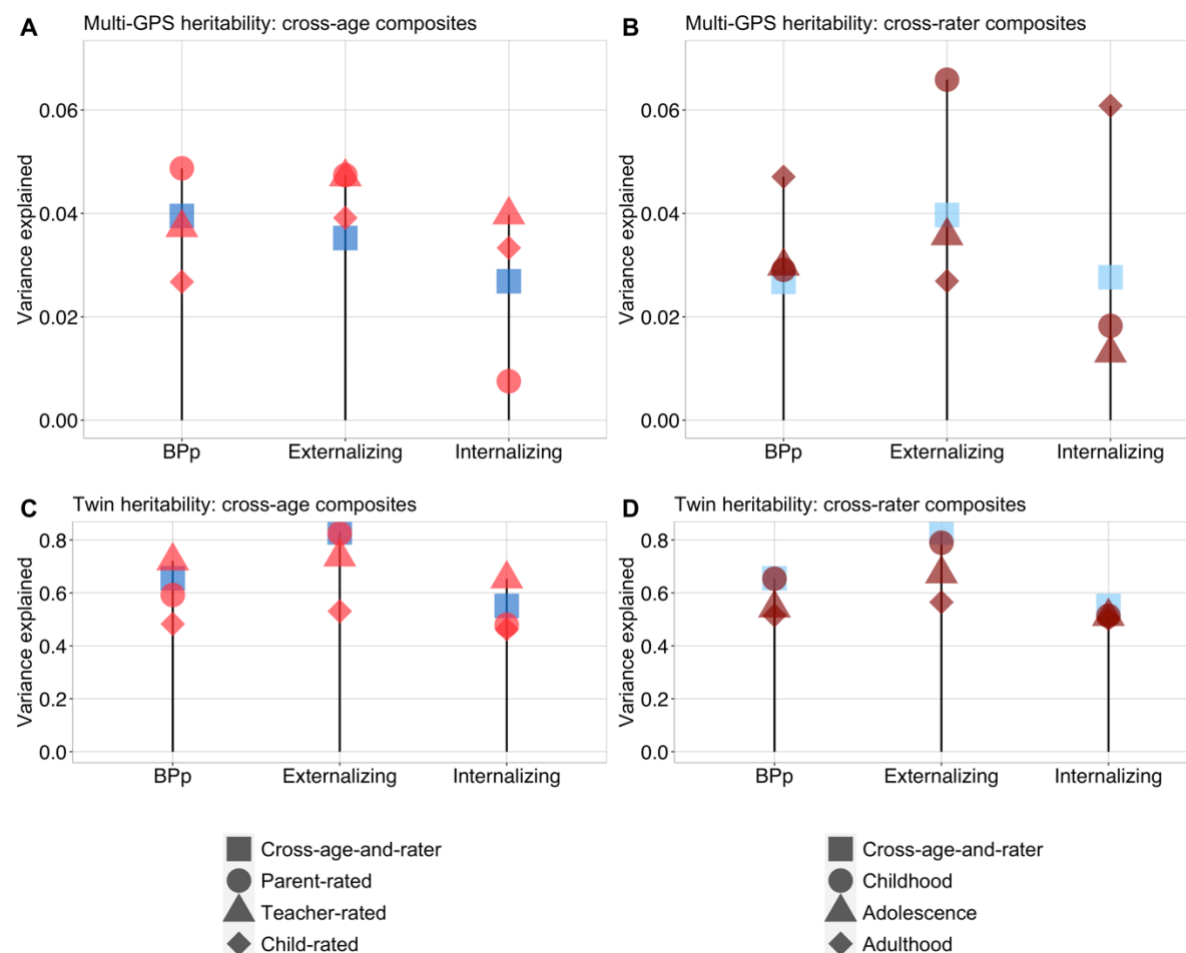 A Multi-GPS heritability: cross-age composites
Variance explained
0.06
0.04
0.02
0.00
BPp Externalizing Internalizing
B Multi-GPS heritability: cross-rater composites
Variance explained
0.06
0.04
0.02
0.00
BPp Externalizing Internalizing
C Twin heritability: cross-age composites
Variance explained
0.8
0.6
0.4
0.2
0.0
BPp Externalizing Internalizing
D Twin heritability: cross-rater composites
Variance explained
0.8
0.6
0.4
0.2
0.0
BPp Externalizing Internalizing
Cross-age-and-rater
Parent-rated
Teacher-rated
Child-rated
Cross-age-and-rater
Childhood
Adolescence
Adulthood